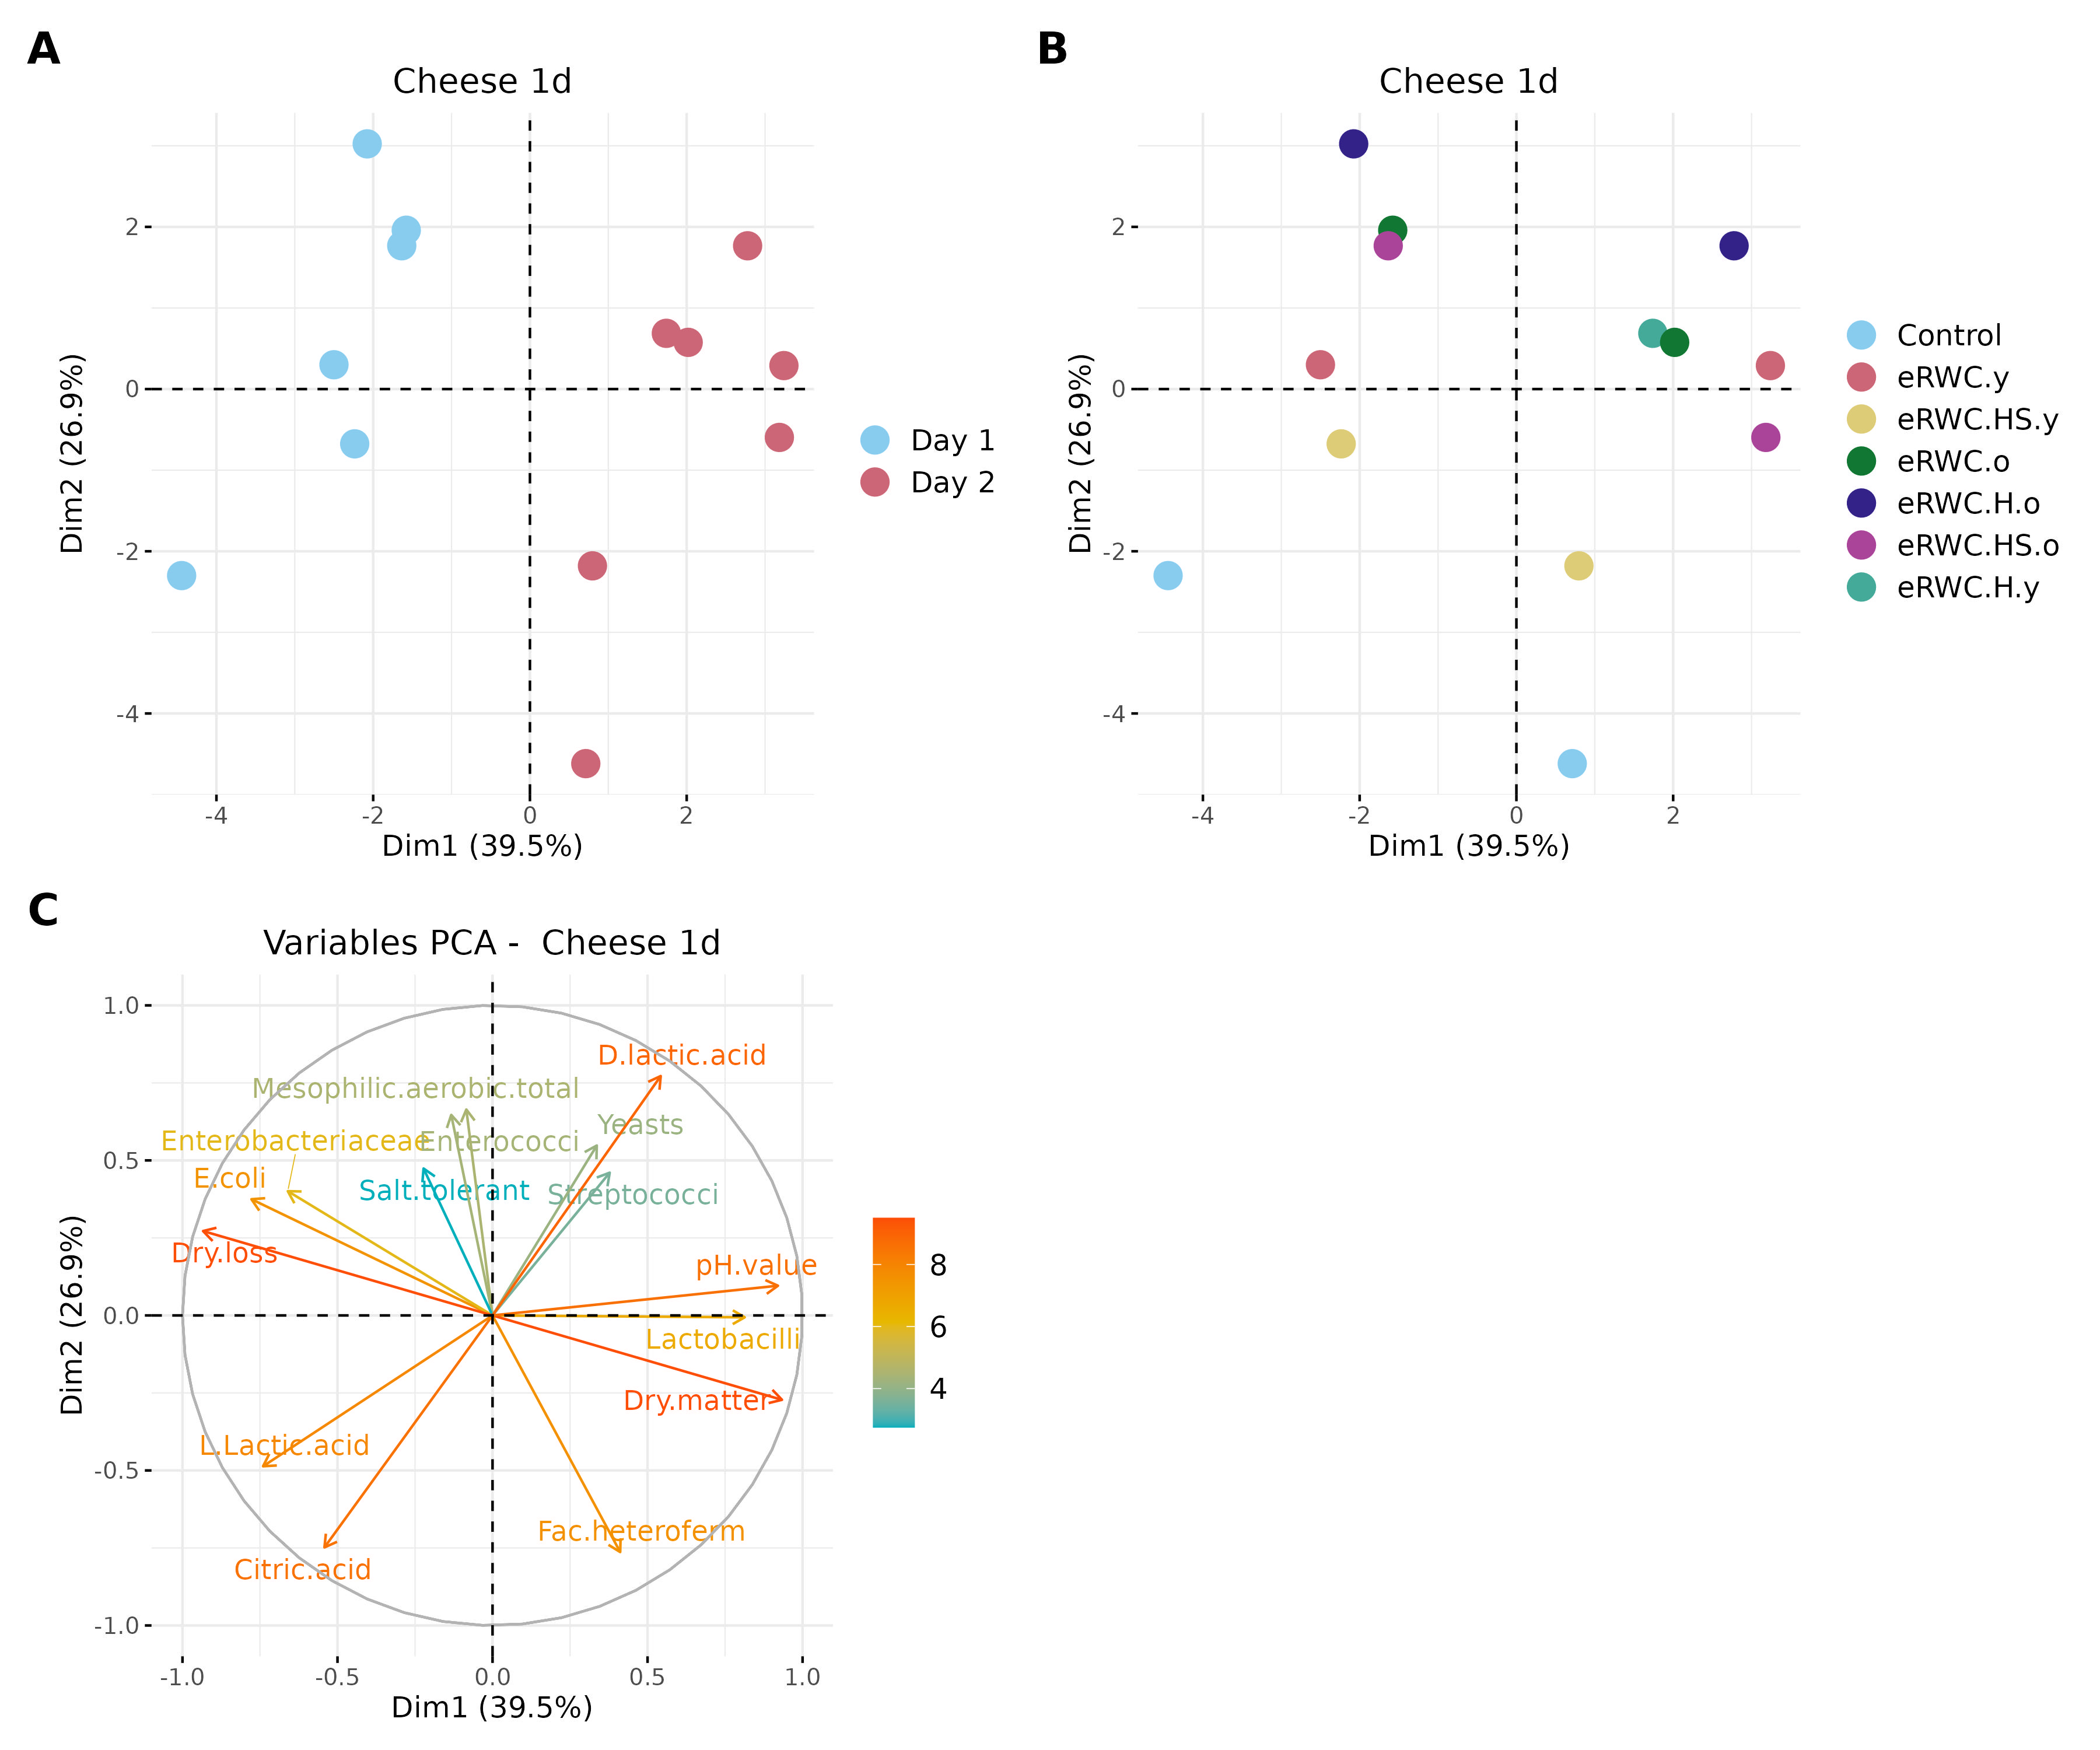 A
Cheese 1d
2
0
-2
-4
-4
-2
0
2
Dim1 (39.5%)
Dim2 (26.9%)
Day 1
Day 2
B
Cheese 1d
2
0
-2
-4
-4
-2
0
2
Dim1 (39.5%)
Dim2 (26.9%)
Control
eRWC.y
eRWC.HS.y
eRWC.o
eRWC.H.o
eRWC.HS.o
eRWC.H.y
C
Variables PCA -  Cheese 1d
1.0
0.5
0.0
-0.5
-1.0
-1.0
-0.5
0.0
0.5
1.0
Dim1 (39.5%)
Dim2 (26.9%)
D.lactic.acid
Mesophilic.aerobic.total
Yeasts
Enterobacteriaceae
Enterococci
E.coli
Salt.tolerant
Streptococci
Dry.loss
pH.value
Lactobacilli
Dry.matter
L.Lactic.acid
Fac.heteroferm
Citric.acid
8
6
4